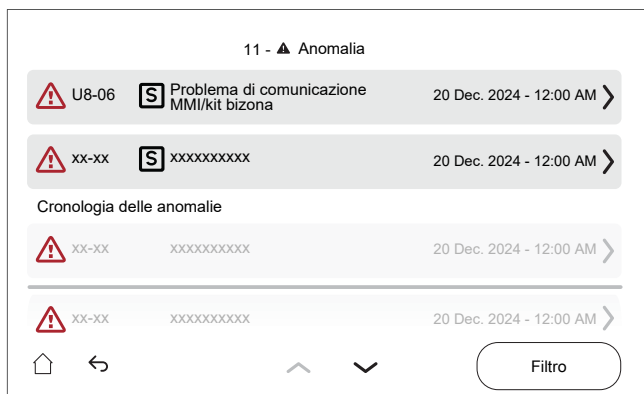 11 - Anomalia
U8-06 S Problema di comunicazione MMI/kit bizona 20 Dec. 2024 - 12:00 AM
xx-xx S xxxxxxxxxx 20 Dec. 2024 - 12:00 AM
Cronologia delle anomalie
xx-xx xxxxxxxxxx 20 Dec. 2024 - 12:00 AM
xx-xx xxxxxxxxxx 20 Dec. 2024 - 12:00 AM
Filtro